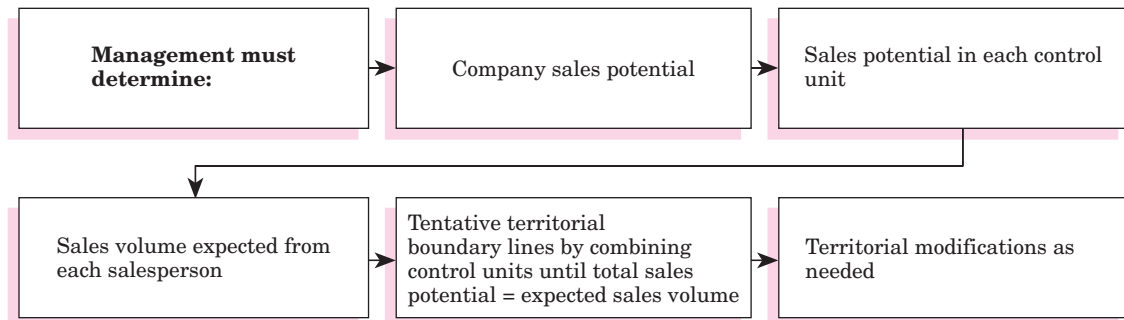 Management must
determine:
Company sales potential
Sales potential in each control
unit
Sales volume expected from
each salesperson
Tentative territorial
boundary lines by combining
control units until total sales
potential = expected sales volume
Territorial modifications as
needed